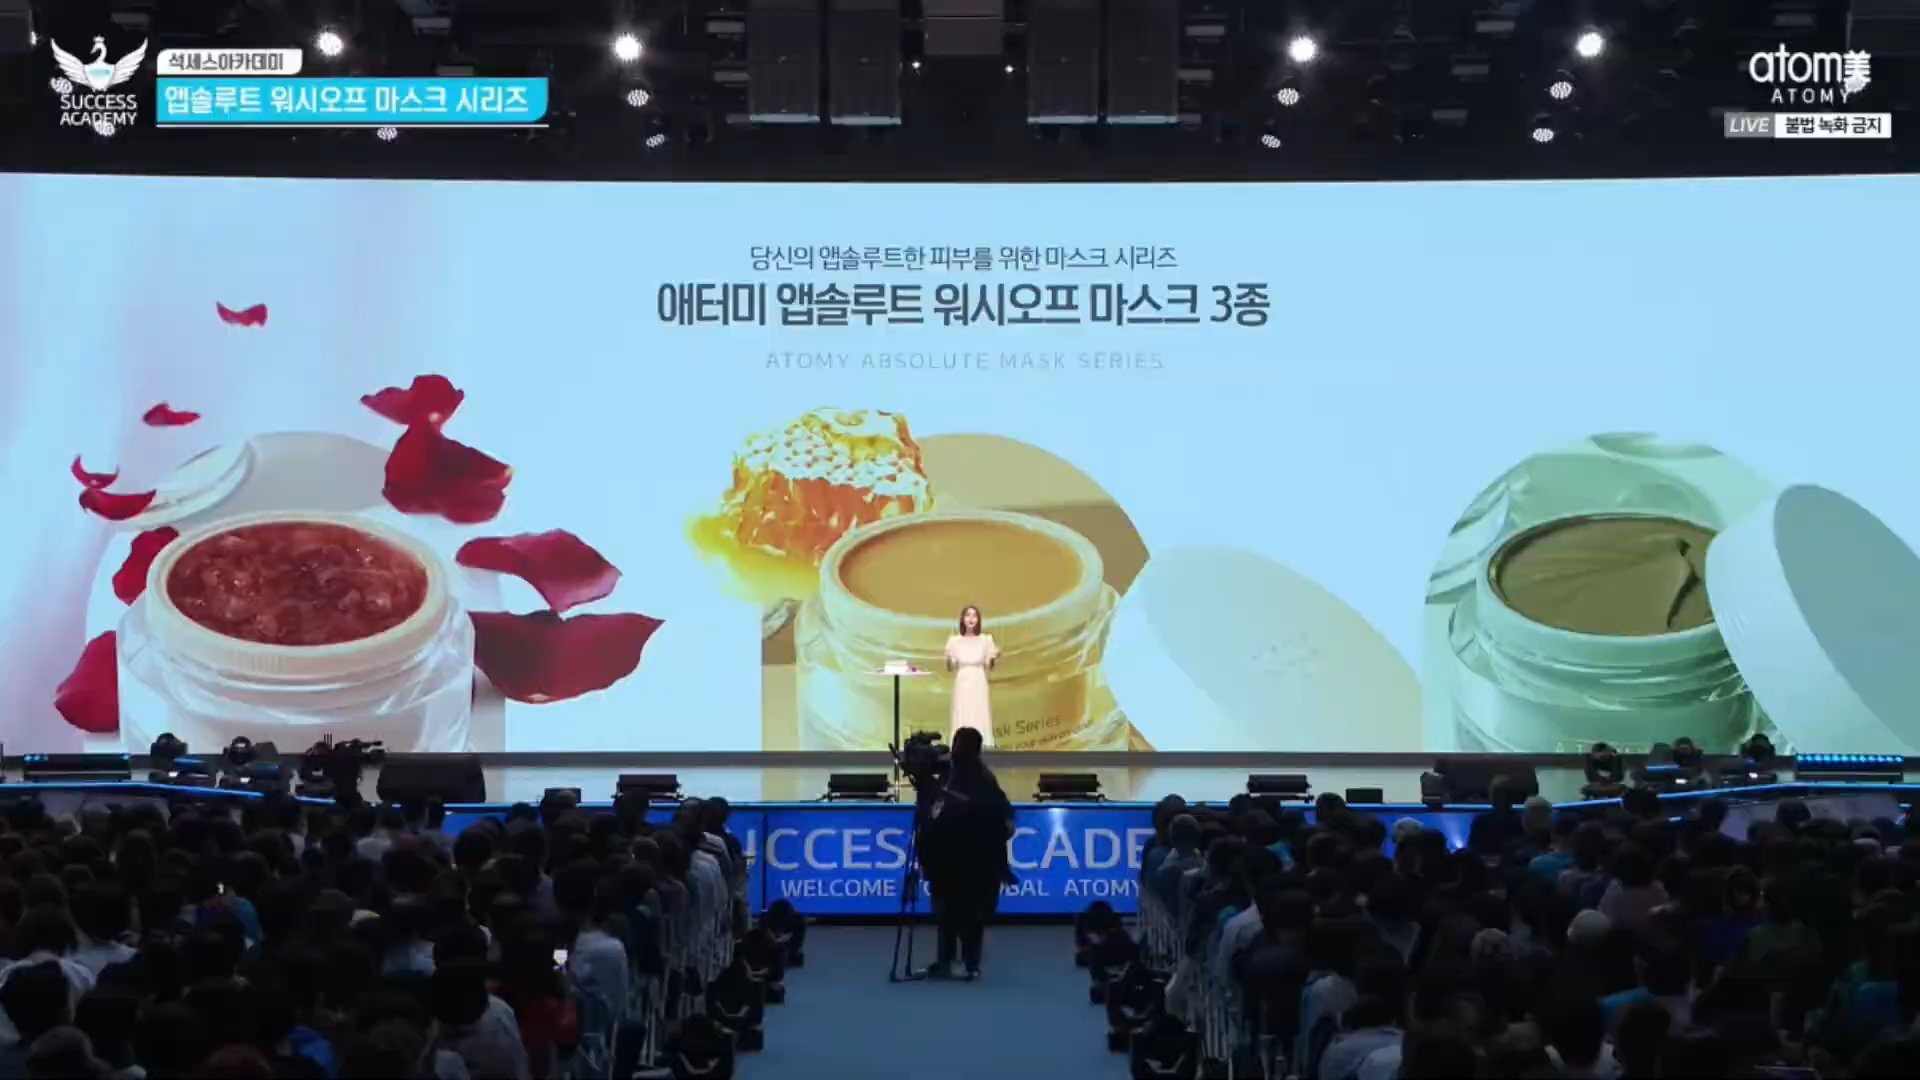 석세스아카데미
앱솔루트 워시오프 마스크 시리즈
SUCCESS
ACADEMY
atom美
ATOMY
LIVE 불법 녹화 금지
당신의 앱솔루트한 피부를 위한 마스크 시리즈
애터미 앱솔루트 워시오프 마스크 3종
ATOMY ABSOLUTE MASK SERIES
Series
WELCOME
ATOMY